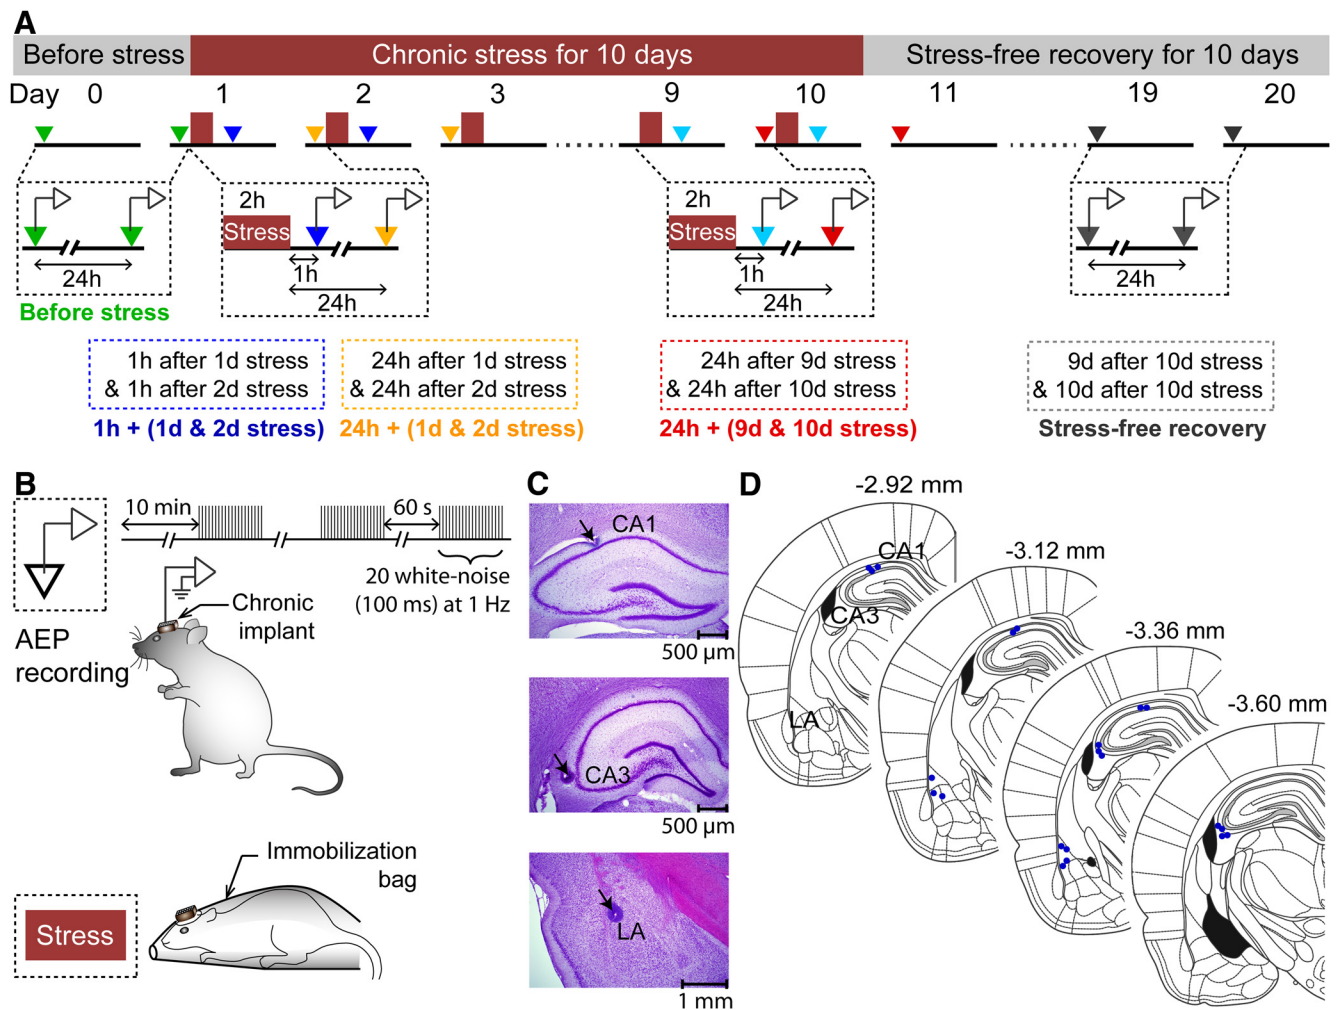 A
Before stress
Chronic stress for 10 days
Stress-free recovery for 10 days
Day 0 1 2 3 9 10 11 19 20
2h
Stress
1h
24h
24h
Before stress
2h
Stress
1h
24h
24h
1h after 1d stress
& 1h after 2d stress
1h + (1d & 2d stress)
24h after 1d stress
& 24h after 2d stress
24h + (1d & 2d stress)
24h after 9d stress
& 24h after 10d stress
24h + (9d & 10d stress)
9d after 10d stress
& 10d after 10d stress
Stress-free recovery
B
10 min
60 s
20 white-noise
(100 ms) at 1 Hz
AEP
recording
Chronic
implant
Immobilization
bag
Stress
C
CA1
500 µm
CA3
500 µm
LA
1 mm
D
-2.92 mm
CA1
CA3
LA
-3.12 mm
-3.36 mm
-3.60 mm